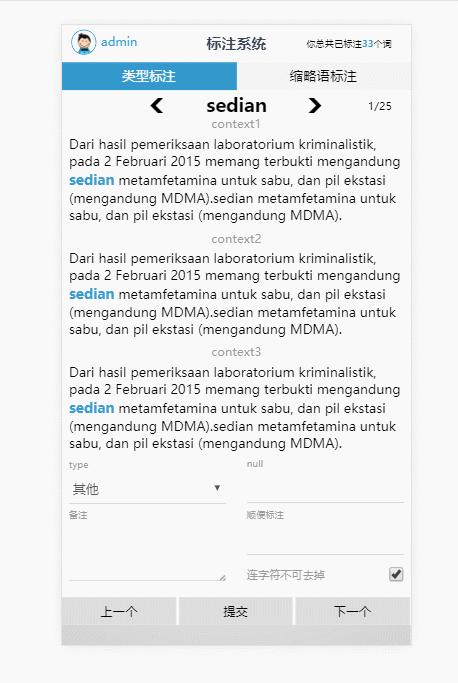 admin 标注系统 你总共已标注33个词
类型标注 缩略语标注
sedian 1/25
context1
Dari hasil pemeriksaan laboratorium kriminalistik,
pada 2 Februari 2015 memang terbukti mengandung
sedian metamfetamina untuk sabu, dan pil ekstasi
(mengandung MDMA).sedian metamfetamina untuk
sabu, dan pil ekstasi (mengandung MDMA).
context2
Dari hasil pemeriksaan laboratorium kriminalistik,
pada 2 Februari 2015 memang terbukti mengandung
sedian metamfetamina untuk sabu, dan pil ekstasi
(mengandung MDMA).sedian metamfetamina untuk
sabu, dan pil ekstasi (mengandung MDMA).
context3
Dari hasil pemeriksaan laboratorium kriminalistik,
pada 2 Februari 2015 memang terbukti mengandung
sedian metamfetamina untuk sabu, dan pil ekstasi
(mengandung MDMA).sedian metamfetamina untuk
sabu, dan pil ekstasi (mengandung MDMA).
type null
其他
备注 顺便标注
连字符不可去掉
上一个 提交 下一个